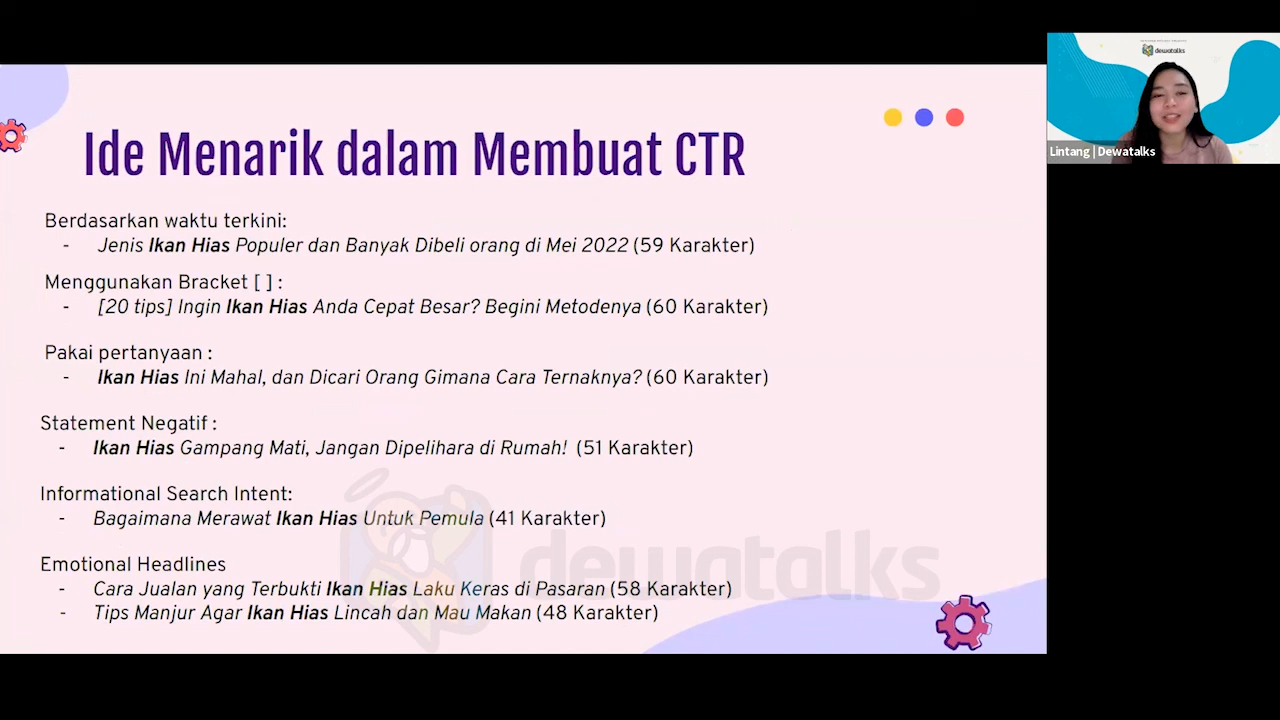 Ide Menarik dalam Membuat CTR
Berdasarkan waktu terkini:
- Jenis Ikan Hias Populer dan Banyak Dibeli orang di Mei 2022 (59 Karakter)
Menggunakan Bracket [ ] :
- [20 tips] Ingin Ikan Hias Anda Cepat Besar? Begini Metodenya (60 Karakter)
Pakai pertanyaan :
- Ikan Hias Ini Mahal, dan Dicari Orang Gimana Cara Ternaknya? (60 Karakter)
Statement Negatif :
- Ikan Hias Gampang Mati, Jangan Dipelihara di Rumah! (51 Karakter)
Informational Search Intent:
- Bagaimana Merawat Ikan Hias Untuk Pemula (41 Karakter)
Emotional Headlines
- Cara Jualan yang Terbukti Ikan Hias Laku Keras di Pasaran (58 Karakter)
- Tips Manjur Agar Ikan Hias Lincah dan Mau Makan (48 Karakter)
dewatalks
dewatalks
Lintang | Dewatalks